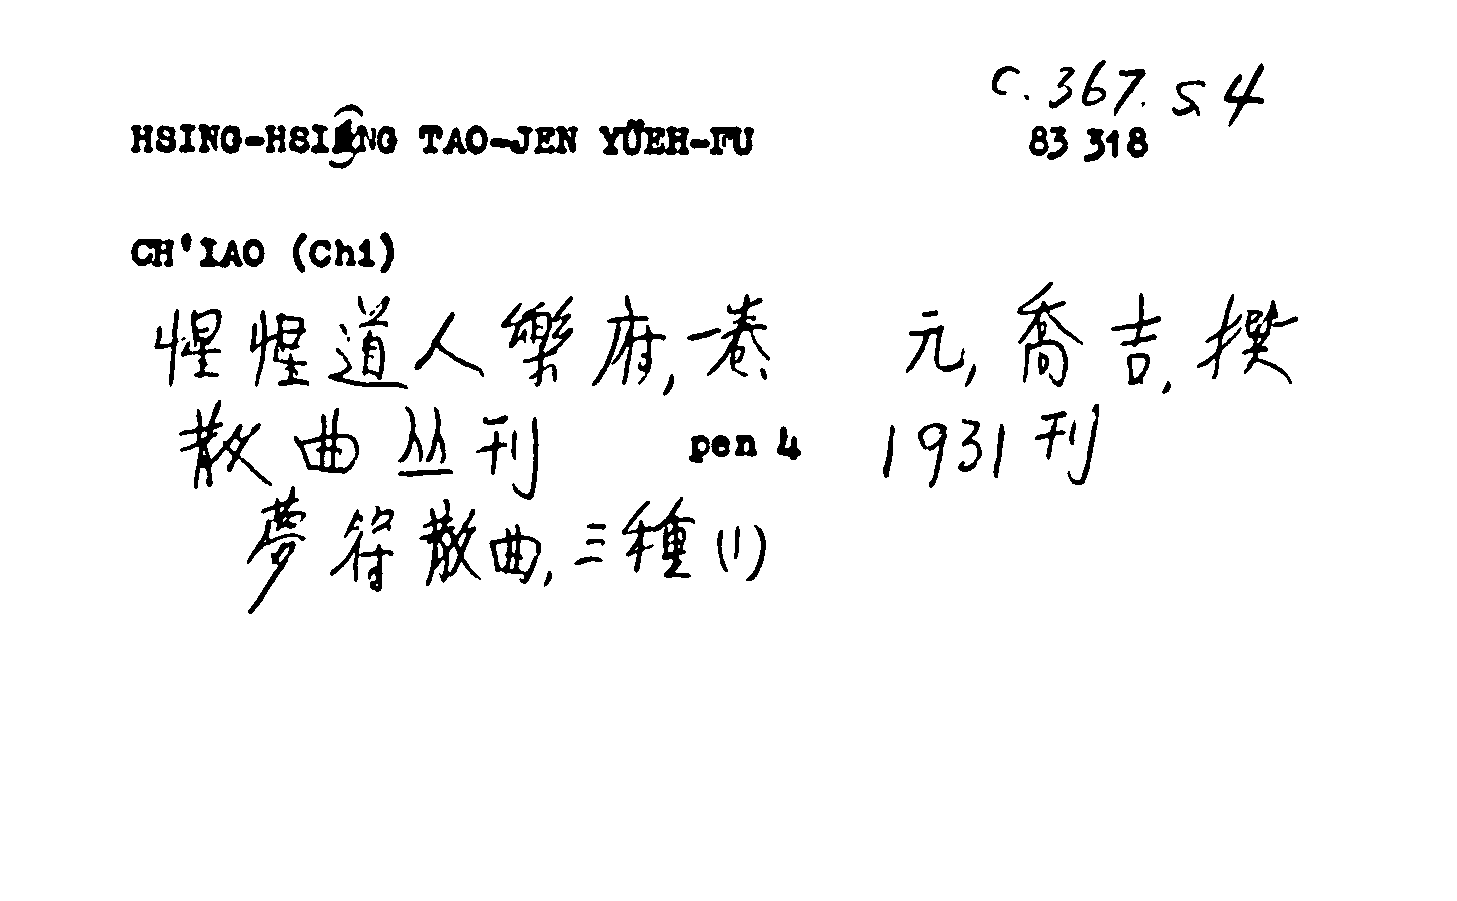 C. 367. S. 4
HSING-HSING TAO-JEN YÜEH-FU 83 318
CH'IAO (Chi)
惺惺道人樂府, 一卷 元, 喬吉, 撰
散曲丛刊 pen 4 1931刊
夢符散曲, 三種 (1)